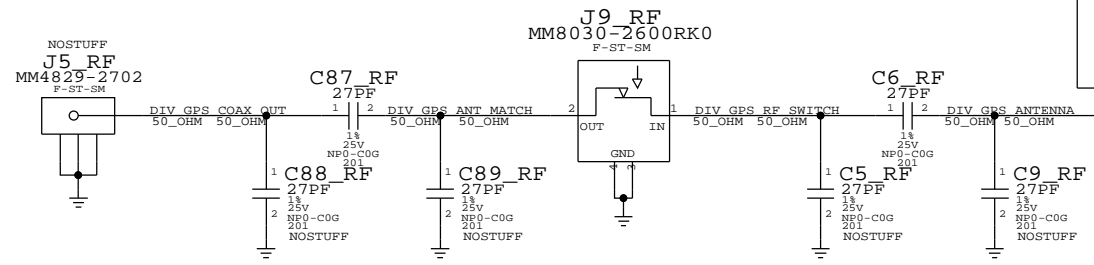 J9_RF
MM8030-2600RK0
F-ST-SM
NOSTUFF
J5_RF
MM4829-2702
F-ST-SM
C87_RF
27PF
1 2
1%
25V
NP0-C0G
201
C6_RF
27PF
1 2
1%
25V
NP0-C0G
201
DIV_GPS_COAX_OUT
50_OHM 50_OHM
DIV_GPS_ANT_MATCH
50_OHM 50_OHM
2 1
OUT IN
GND
4 3
DIV_GPS_RF_SWITCH
50_OHM 50_OHM
DIV_GPS_ANTENNA
50_OHM 50_OHM
1
C88_RF
27PF
1%
25V
2 NP0-C0G
201
NOSTUFF
1
C89_RF
27PF
1%
25V
2 NP0-C0G
201
NOSTUFF
1
C5_RF
27PF
1%
25V
2 NP0-C0G
201
NOSTUFF
1
C9_RF
27PF
1%
25V
2 NP0-C0G
201
NOSTUFF